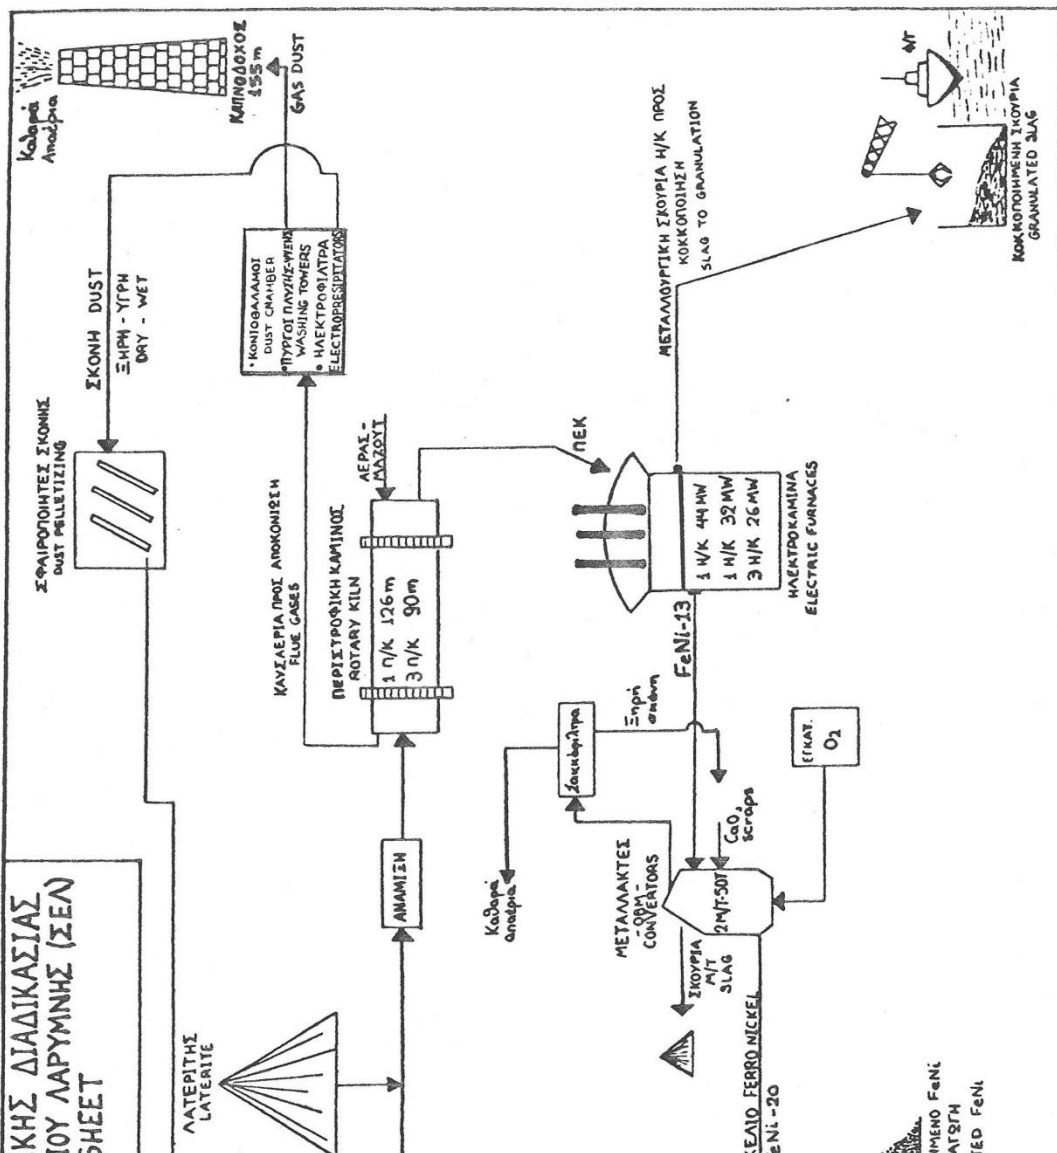 ΚΗΣ ΔΙΑΔΙΚΑΣΙΑΣ
ΙΟΥ ΛΑΡΥΜΝΗΣ (ΣΕΛ)
SHEET
Καθαρά
Απαέρια
ΚΑΠΝΟΔΟΧΟΣ
155m
GAS DUST
ΣΚΟΝΗ DUST
ΞΗΡΗ - ΥΓΡΗ
DRY - WET
ΣΦΑΙΡΟΠΟΙΗΤΕΣ ΣΚΟΝΗΣ
DUST PELLETIZING
• ΚΟΝΙΟΘΑΛΑΜΟΙ
DUST CHAMBER
• ΠΥΡΓΟΙ ΠΛΥΣΗΣ-ΨΥΞΗΣ
WASHING TOWERS
• ΗΛΕΚΤΡΟΦΙΛΤΡΑ
ELECTROPRESIPITATORS
ΚΑΥΣΑΕΡΙΑ ΠΡΟΣ ΑΠΟΚΟΝΙΩΣΗ
FLUE GASES
ΑΕΡΑΣ-
ΜΑΖΟΥΤ
ΠΕΡΙΣΤΡΟΦΙΚΗ ΚΑΜΙΝΟΣ
ROTARY KILN
1 Π/Κ 126m
3 Π/Κ 90m
ΛΑΤΕΡΙΤΗΣ
LATERITE
ΑΝΑΜΙΞΗ
ΠΕΚ
ΜΕΤΑΛΛΟΥΡΓΙΚΗ ΣΚΟΥΡΙΑ Η/Κ ΠΡΟΣ
ΚΟΚΚΟΠΟΙΗΣΗ
SLAG TO GRANULATION
Φ/Γ
ΚΟΚΚΟΠΟΙΗΜΕΝΗ ΣΚΟΥΡΙΑ
GRANULATED SLAG
1 Η/Κ 44MW
1 Η/Κ 32MW
3 Η/Κ 26MW
ΗΛΕΚΤΡΟΚΑΜΙΝΑ
ELECTRIC FURNACES
FeNi-13
Σακκόφιλτρα
Ξηρή
σκόνη
Καθαρά
απαέρια
CaO,
scraps
ΕΓΚΑΤ.
O2
ΜΕΤΑΛΛΑΚΤΕΣ
-OBM-
CONVERTORS
2Μ/Τ-50Τ
ΣΚΟΥΡΙΑ
Μ/Τ
SLAG
ΚΕΛΙΟ FERRO NICKEL
eNi-20
ΜΕΝΟ FeNi
ΑΓΩΓΗ
TED FeNi